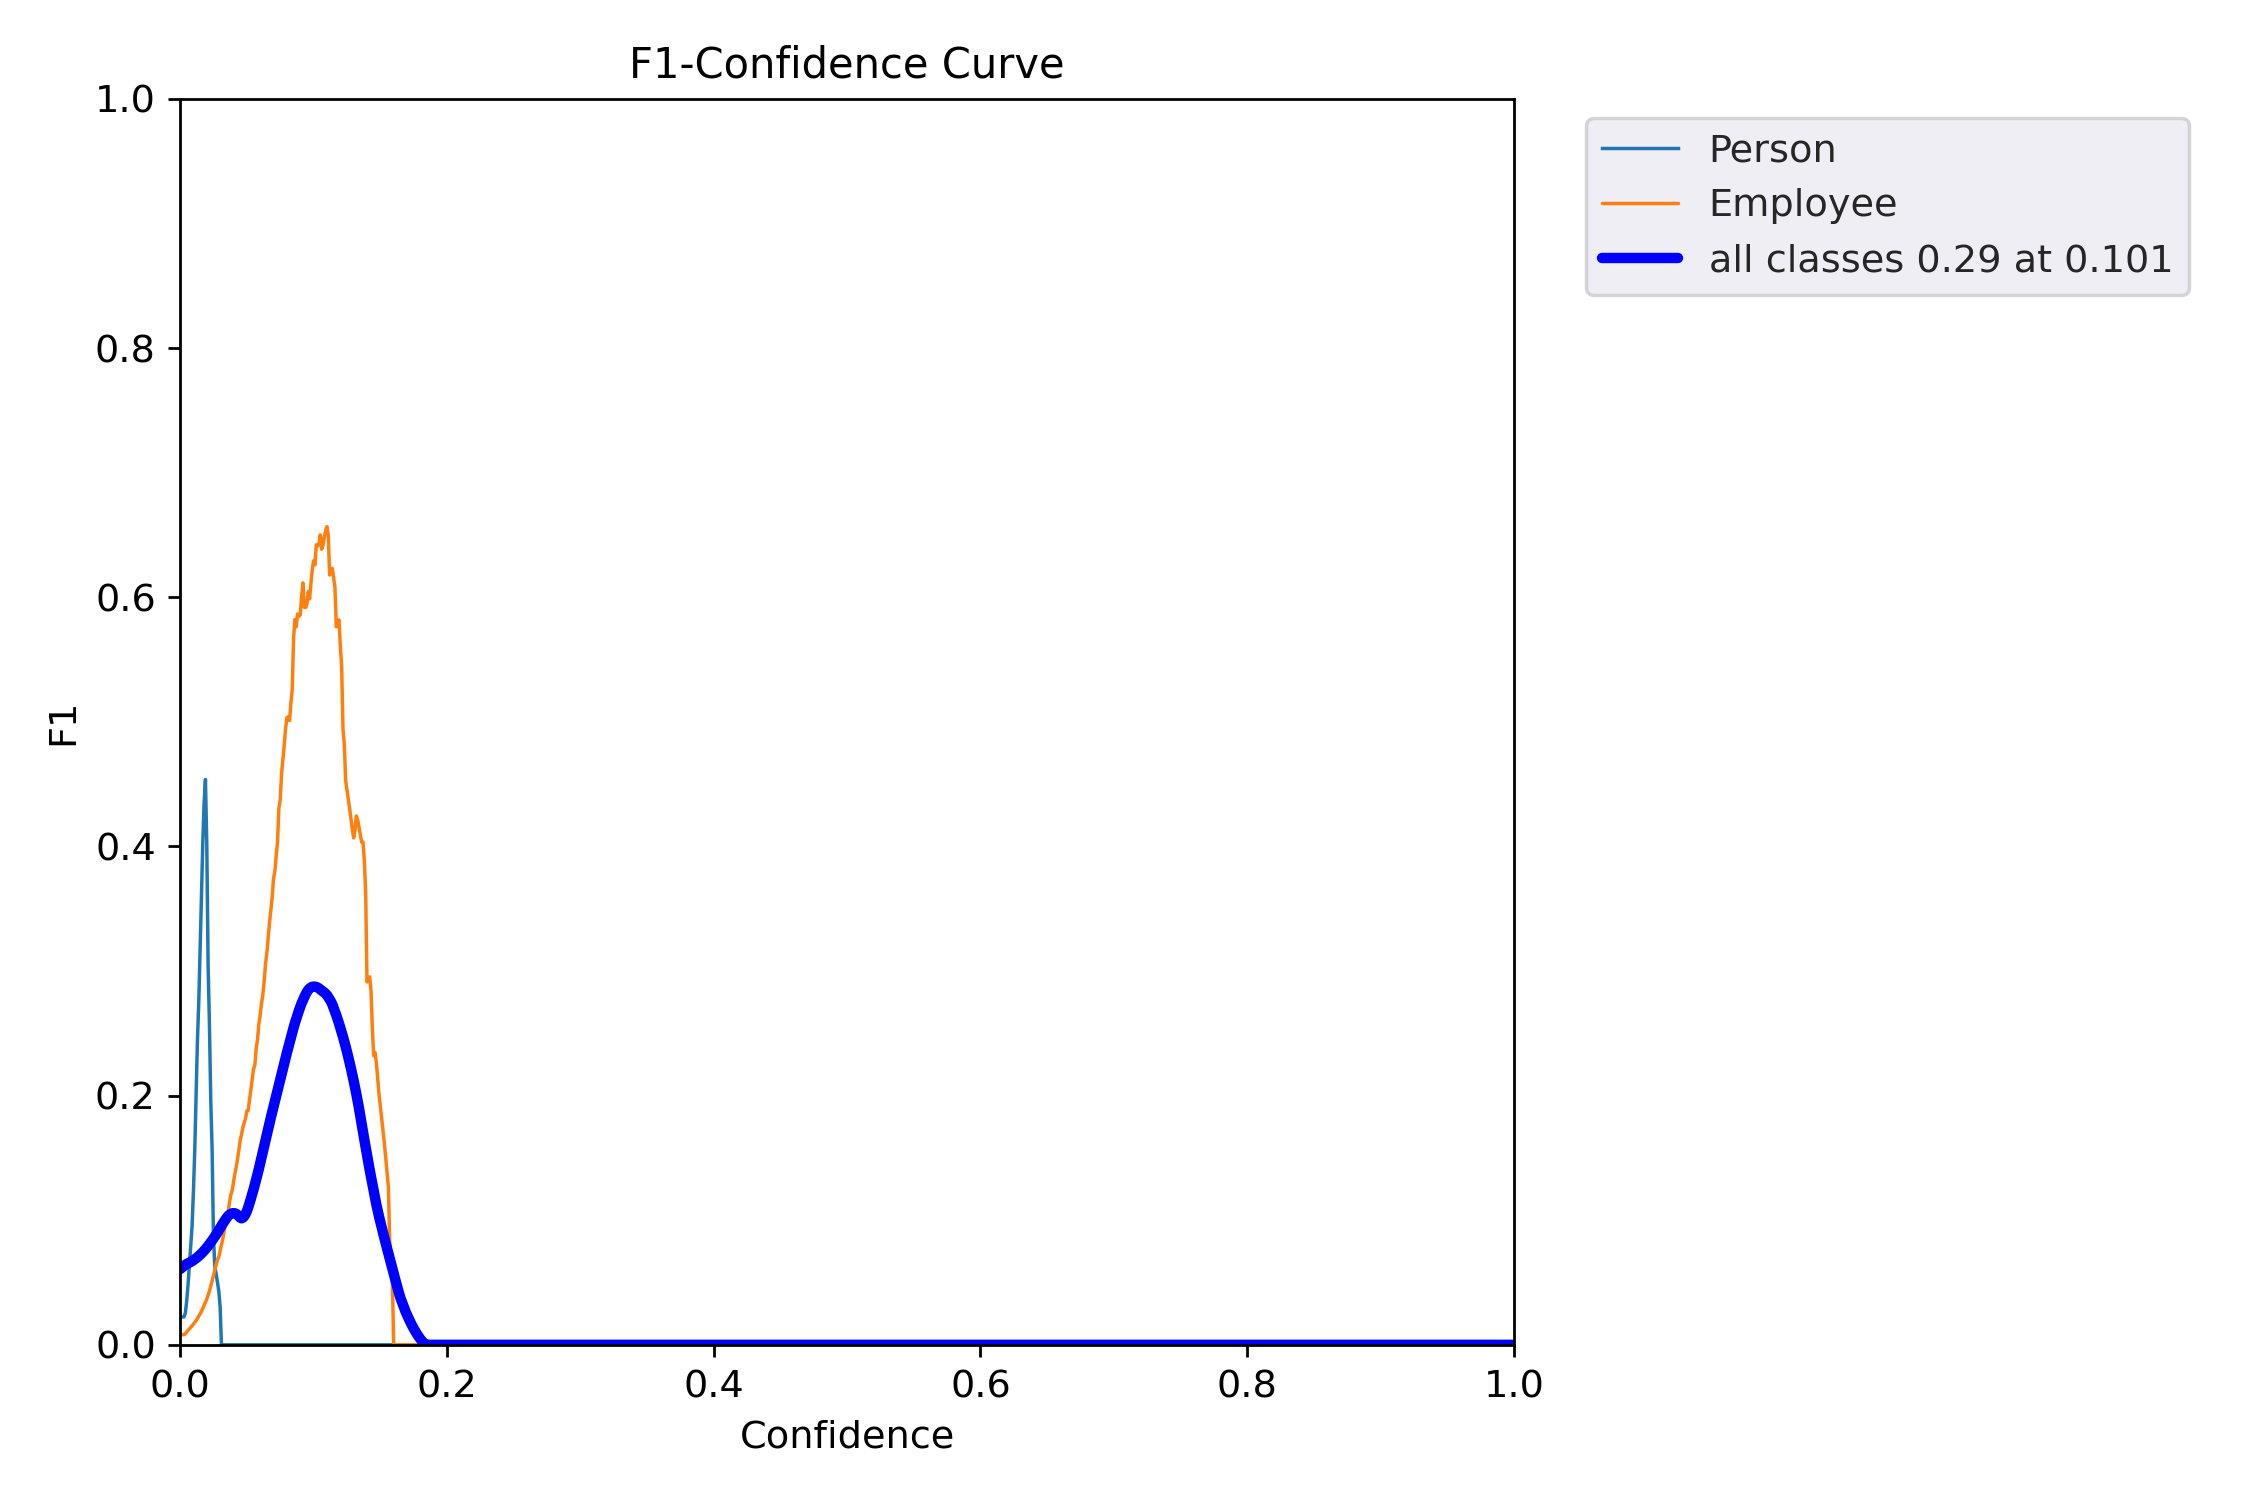 F1-Confidence Curve
1.0
0.8
0.6
0.4
0.2
0.0
F1
0.0 0.2 0.4 0.6 0.8 1.0
Confidence
Person
Employee
all classes 0.29 at 0.101